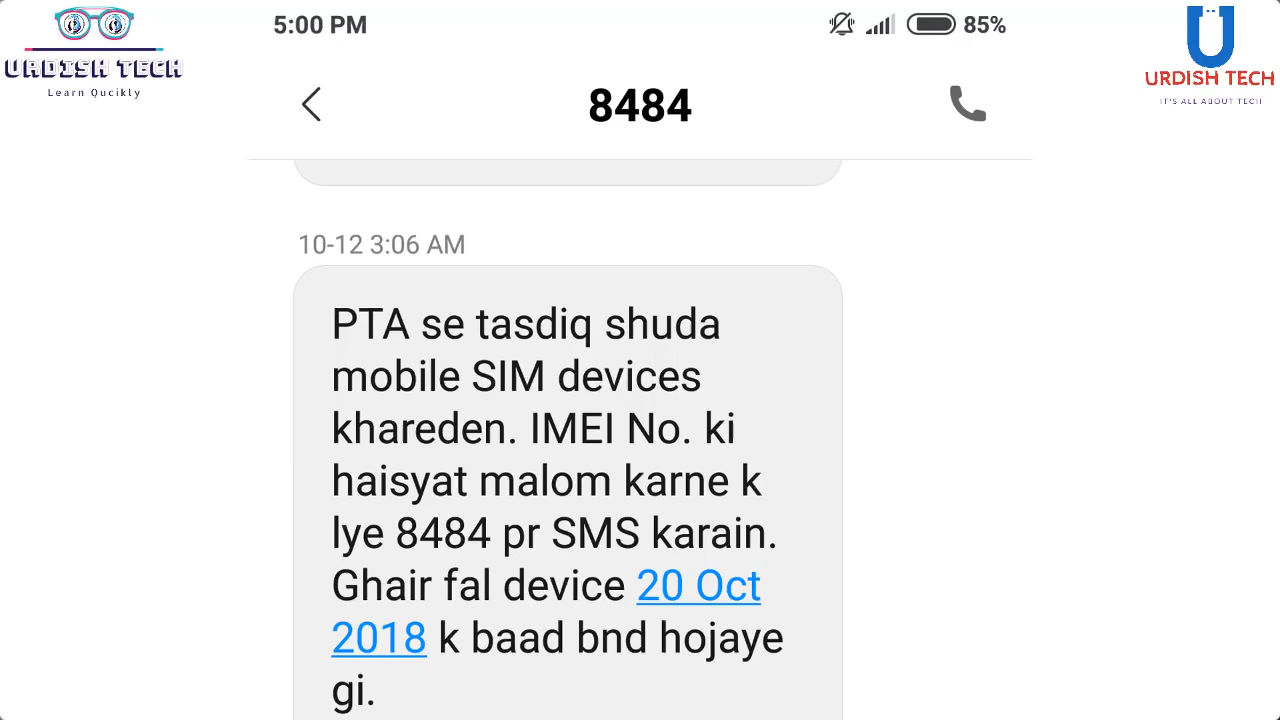 5:00 PM
85%
URDISH TECH
Learn Qucikly
URDISH TECH
IT'S ALL ABOUT TECH
8484
10-12 3:06 AM
PTA se tasdiq shuda
mobile SIM devices
khareden. IMEI No. ki
haisyat malom karne k
lye 8484 pr SMS karain.
Ghair fal device 20 Oct
2018 k baad bnd hojaye
gi.